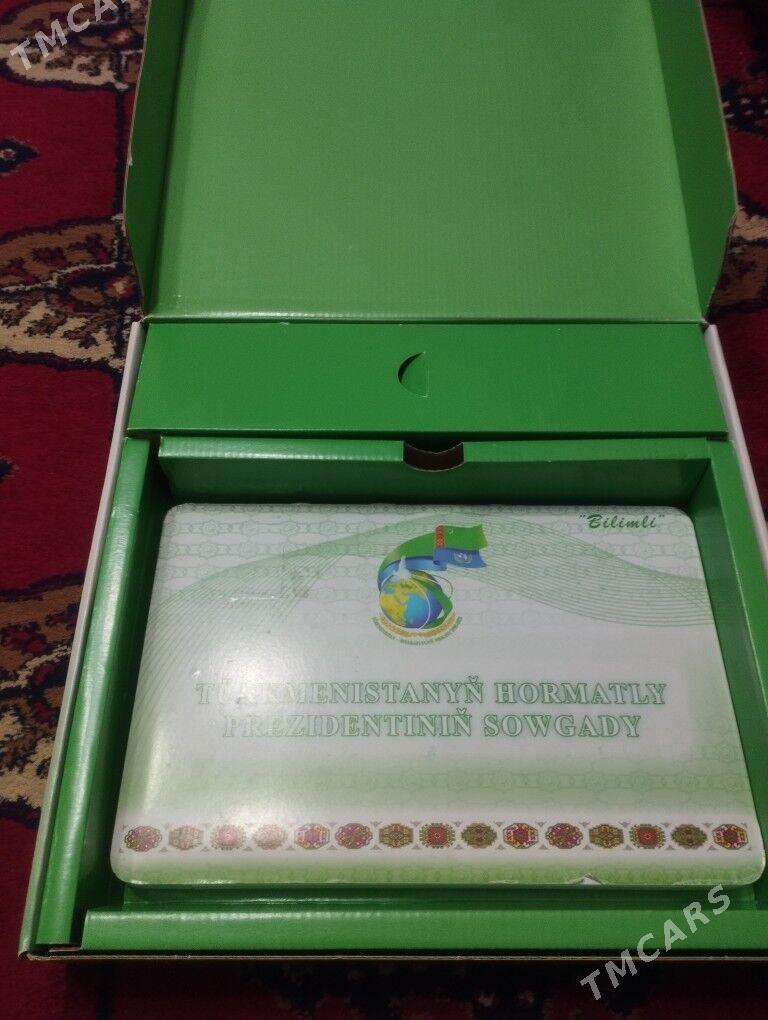 TMCARS
"Bilimli"
TÜRKMENISTANYŇ HORMATLY
PREZIDENTINIŇ SOWGADY
TMCARS